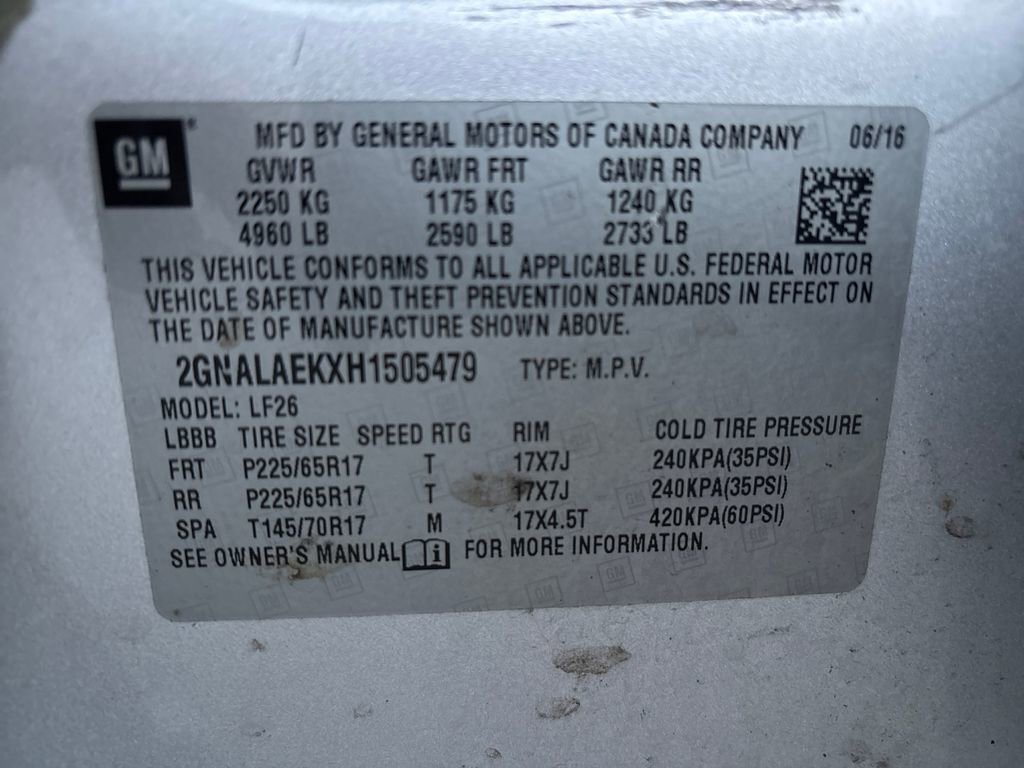 GM
MFD BY GENERAL MOTORS OF CANADA COMPANY 06/16
GVWR GAWR FRT GAWR RR
2250 KG 1175 KG 1240 KG
4960 LB 2590 LB 2733 LB
THIS VEHICLE CONFORMS TO ALL APPLICABLE U.S. FEDERAL MOTOR
VEHICLE SAFETY AND THEFT PREVENTION STANDARDS IN EFFECT ON
THE DATE OF MANUFACTURE SHOWN ABOVE.
2GNALAEKXH1505479 TYPE: M.P.V.
MODEL: LF26
LBBB TIRE SIZE SPEED RTG RIM COLD TIRE PRESSURE
FRT P225/65R17 T 17X7J 240KPA(35PSI)
RR P225/65R17 T 17X7J 240KPA(35PSI)
SPA T145/70R17 M 17X4.5T 420KPA(60PSI)
SEE OWNER'S MANUAL i FOR MORE INFORMATION.